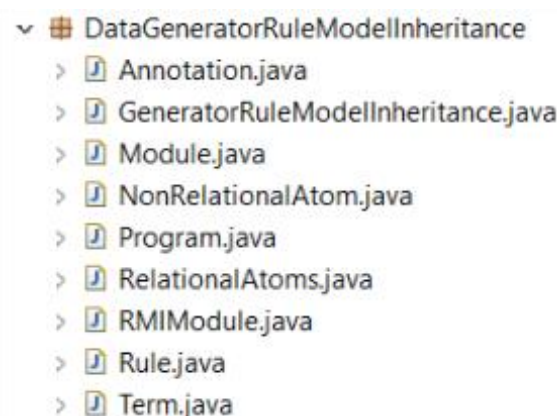 DataGeneratorRuleModelInheritance
Annotation.java
GeneratorRuleModelInheritance.java
Module.java
NonRelationalAtom.java
Program.java
RelationalAtoms.java
RMIModule.java
Rule.java
Term.java